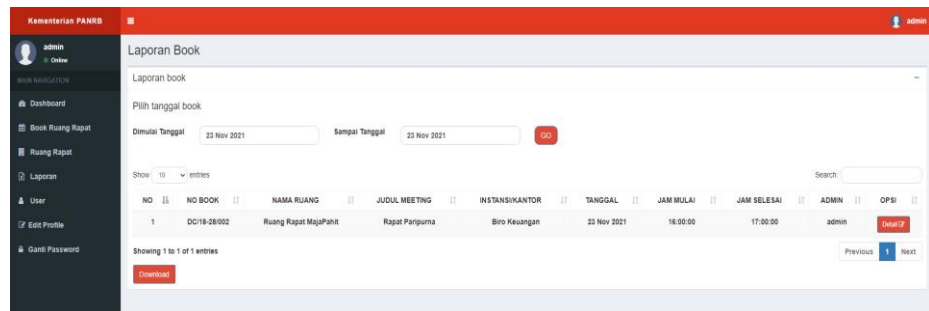 Kementerian PANRB
admin
admin
Online
MAIN NAVIGATION
Dashboard
Book Ruang Rapat
Ruang Rapat
Laporan
User
Edit Profile
Ganti Password
Laporan Book
Laporan book
Pilih tanggal book
Dimulai Tanggal 23 Nov 2021 Sampai Tanggal 23 Nov 2021 GO
Show 10 entries Search:
NO NO BOOK NAMA RUANG JUDUL MEETING INSTANSI/KANTOR TANGGAL JAM MULAI JAM SELESAI ADMIN OPSI
1 DC/18-28/002 Ruang Rapat MajaPahit Rapat Paripurna Biro Keuangan 23 Nov 2021 16:00:00 17:00:00 admin Detail
Showing 1 to 1 of 1 entries Previous 1 Next
Download